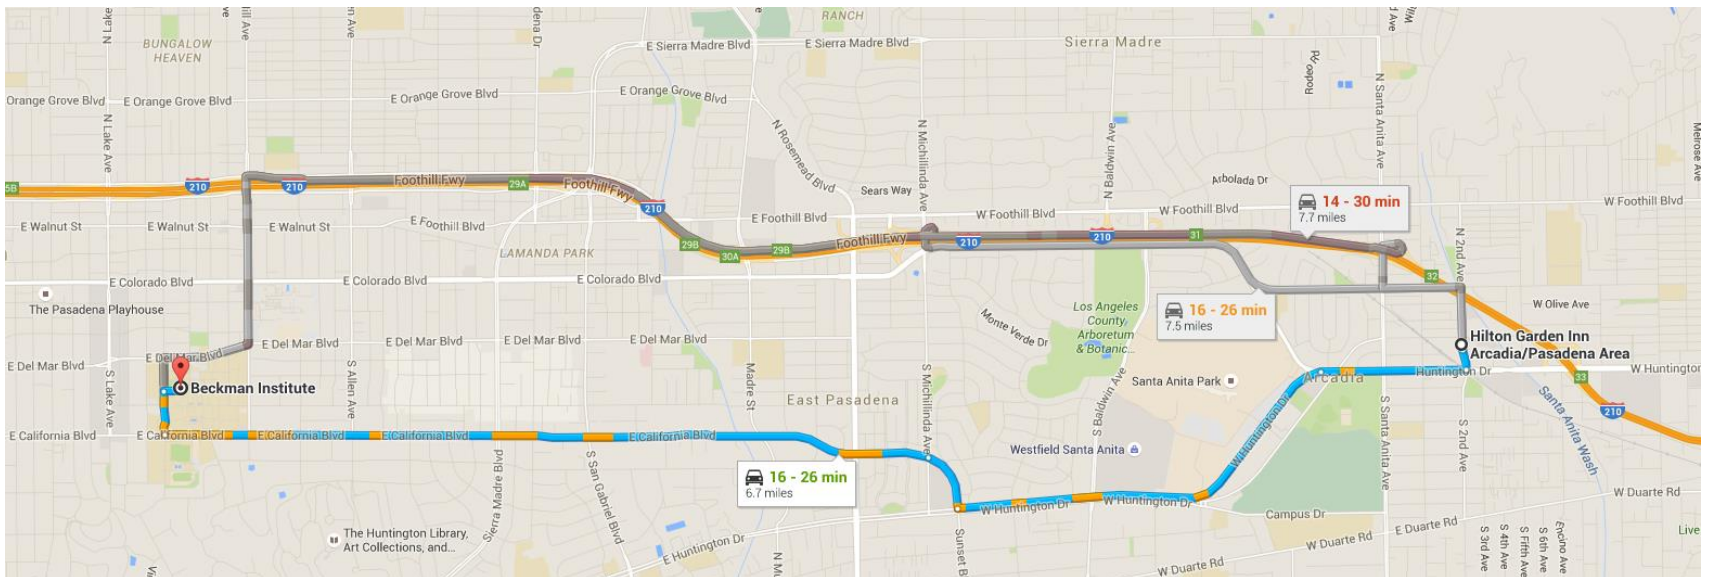 RANCH
BUNGALOW
HEAVEN
E Sierra Madre Blvd
E Sierra Madre Blvd
Sierra Madre
Rodeo Rd
E Orange Grove Blvd
E Orange Grove Blvd
E Orange Grove Blvd
E Orange Grove Blvd
N Lake Ave
N Rosemead Blvd
N Michillinda Ave
N Baldwin Ave
N Santa Anita Ave
Melrose Ave
210
210
Foothill Fwy
29A
Foothill Fwy
210
Sears Way
Arbolada Dr
14 - 30 min
7.7 miles
W Foothill Blvd
E Walnut St
E Walnut St
E Foothill Blvd
E Foothill Blvd
W Foothill Blvd
W Foothill Blvd
29B
30A
29B
Foothill Fwy
210
210
31
N 2nd Ave
32
LAMANDA PARK
E Colorado Blvd
E Colorado Blvd
E Colorado Blvd
The Pasadena Playhouse
16 - 26 min
7.5 miles
W Olive Ave
Los Angeles
County
Arboretum
& Botanic...
Monte Verde Dr
Hilton Garden Inn
Arcadia/Pasadena Area
E Del Mar Blvd
E Del Mar Blvd
E Del Mar Blvd
E Del Mar Blvd
E Del Mar Blvd
Beckman Institute
S Lake Ave
S Allen Ave
Madre St
S Michillinda Ave
S Baldwin Ave
Santa Anita Park
Arcadia
Huntington Dr
W Huntington
33
210
East Pasadena
E California Blvd
E California Blvd
E California Blvd
E California Blvd
E California Blvd
Westfield Santa Anita
W Huntington Dr
S Santa Anita Ave
S 2nd Ave
Santa Anita Wash
16 - 26 min
6.7 miles
Sierra Madre Blvd
S San Gabriel Blvd
W Huntington Dr
W Huntington Dr
Campus Dr
W Duarte Rd
E Duarte Rd
The Huntington Library,
Art Collections, and...
E Huntington Dr
W Duarte Rd
W Duarte Rd
S 3rd Ave
S 4th Ave
S Fifth Ave
S 6th Ave
Encino Ave